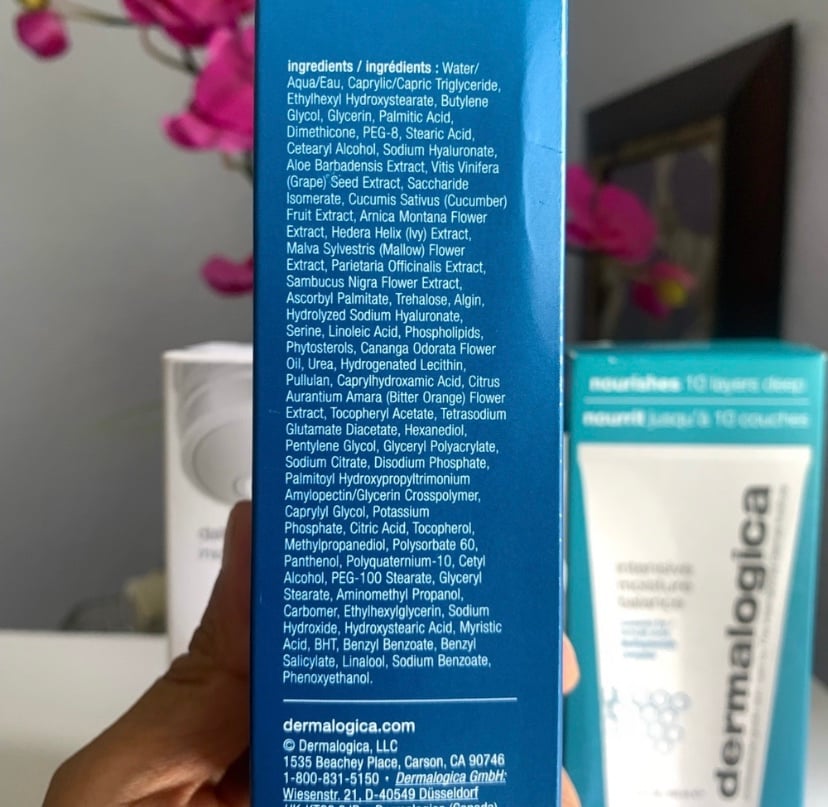 ingredients / ingrédients : Water/
Aqua/Eau, Caprylic/Capric Triglyceride,
Ethylhexyl Hydroxystearate, Butylene
Glycol, Glycerin, Palmitic Acid,
Dimethicone, PEG-8, Stearic Acid,
Cetearyl Alcohol, Sodium Hyaluronate,
Aloe Barbadensis Extract, Vitis Vinifera
(Grape) Seed Extract, Saccharide
Isomerate, Cucumis Sativus (Cucumber)
Fruit Extract, Arnica Montana Flower
Extract, Hedera Helix (Ivy) Extract,
Malva Sylvestris (Mallow) Flower
Extract, Parietaria Officinalis Extract,
Sambucus Nigra Flower Extract,
Ascorbyl Palmitate, Trehalose, Algin,
Hydrolyzed Sodium Hyaluronate,
Serine, Linoleic Acid, Phospholipids,
Phytosterols, Cananga Odorata Flower
Oil, Urea, Hydrogenated Lecithin,
Pullulan, Caprylhydroxamic Acid, Citrus
Aurantium Amara (Bitter Orange) Flower
Extract, Tocopheryl Acetate, Tetrasodium
Glutamate Diacetate, Hexanediol,
Pentylene Glycol, Glyceryl Polyacrylate,
Sodium Citrate, Disodium Phosphate,
Palmitoyl Hydroxypropyltrimonium
Amylopectin/Glycerin Crosspolymer,
Caprylyl Glycol, Potassium
Phosphate, Citric Acid, Tocopherol,
Methylpropanediol, Polysorbate 60,
Panthenol, Polyquaternium-10, Cetyl
Alcohol, PEG-100 Stearate, Glyceryl
Stearate, Aminomethyl Propanol,
Carbomer, Ethylhexylglycerin, Sodium
Hydroxide, Hydroxystearic Acid, Myristic
Acid, BHT, Benzyl Benzoate, Benzyl
Salicylate, Linalool, Sodium Benzoate,
Phenoxyethanol.
dermalogica.com
© Dermalogica, LLC
1535 Beachey Place, Carson, CA 90746
1-800-831-5150 • Dermalogica GmbH:
Wiesenstr. 21, D-40549 Düsseldorf
nourishes 10 layers deep
nourrit jusqu'à 10 couches
intensive
moisture
balance
dermalogica